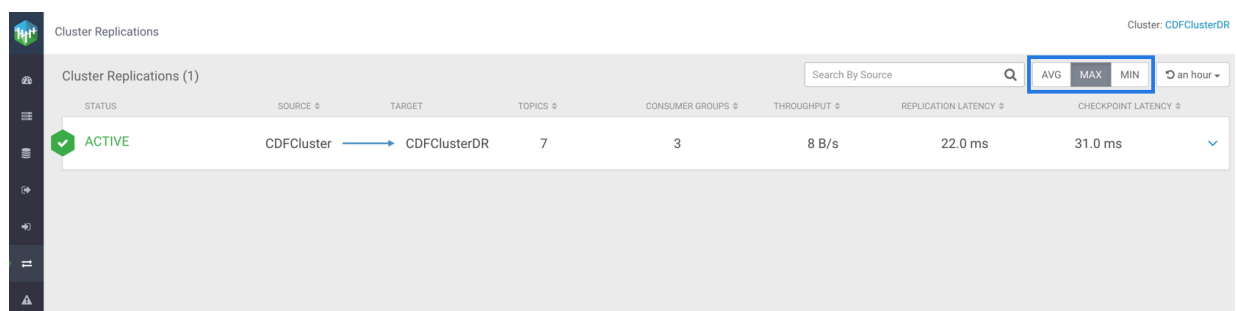 Cluster Replications
Cluster: CDFClusterDR
Cluster Replications (1)
Search By Source
AVG MAX MIN
an hour
STATUS SOURCE TARGET TOPICS CONSUMER GROUPS THROUGHPUT REPLICATION LATENCY CHECKPOINT LATENCY
ACTIVE CDFCluster CDFClusterDR 7 3 8 B/s 22.0 ms 31.0 ms